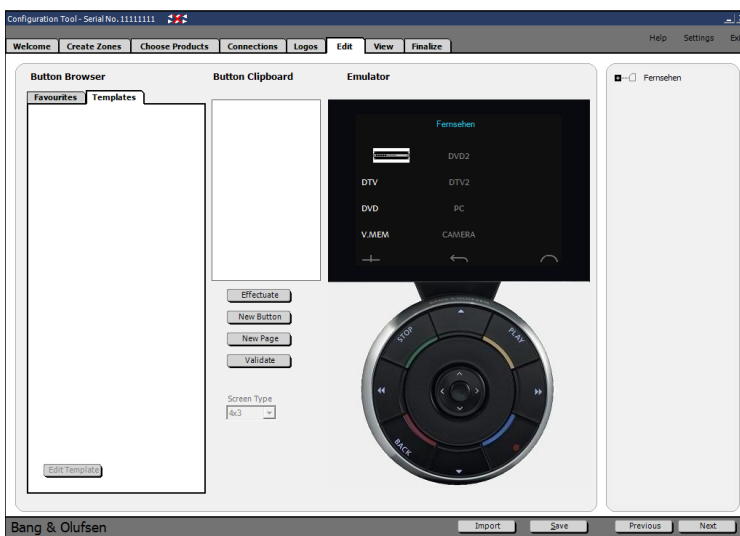 Configuration Tool - Serial No. 11111111
Help Settings
Welcome Create Zones Choose Products Connections Logos Edit View Finalize
Button Browser Button Clipboard Emulator
Fernsehen
Favourites Templates
Fernsehen
DVD2
DTV DTV2
DVD PC
V.MEM CAMERA
Effectuate
New Button
New Page
Validate
STOP PLAY
Screen Type
4x3
BACK
Edit Template
Bang & Olufsen Import Save Previous Next